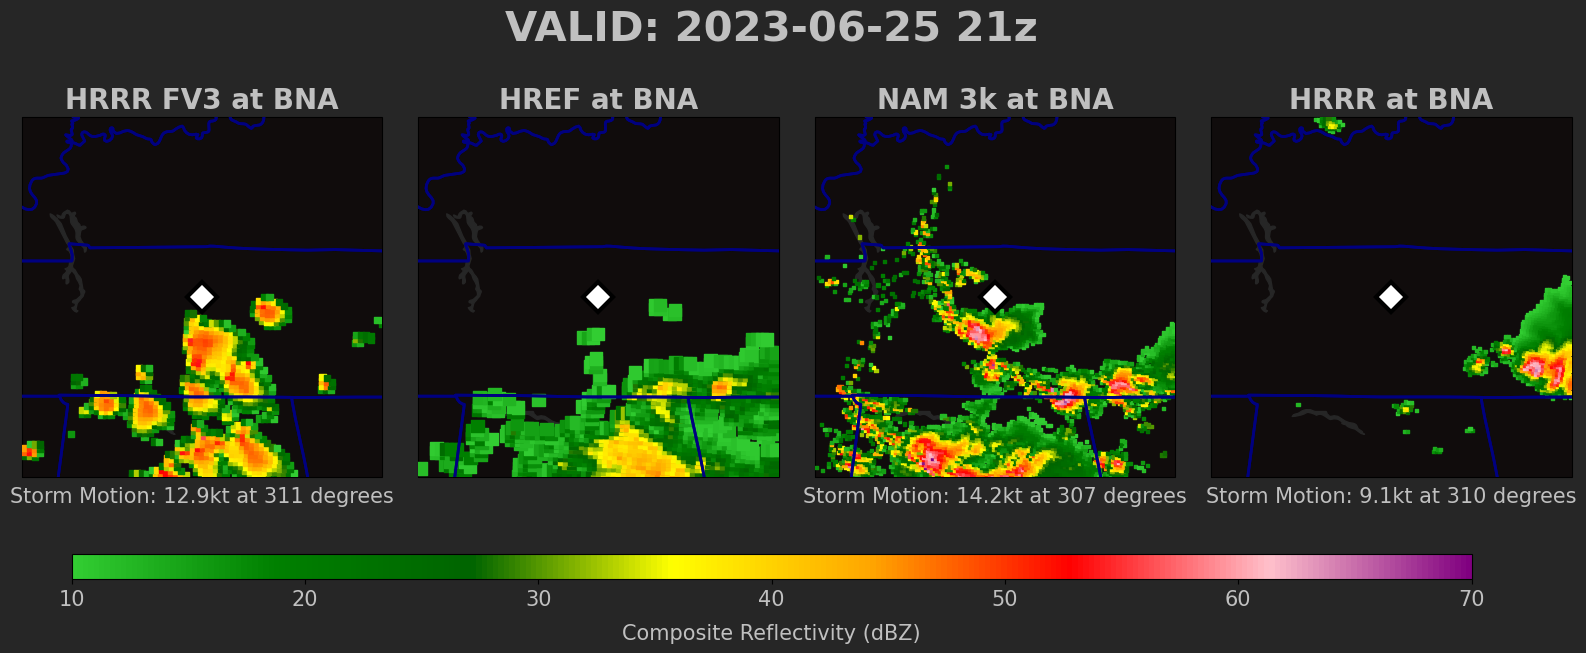 VALID: 2023-06-25 21z
HRRR FV3 at BNA
HREF at BNA
NAM 3k at BNA
HRRR at BNA
Storm Motion: 12.9kt at 311 degrees
Storm Motion: 14.2kt at 307 degrees
Storm Motion: 9.1kt at 310 degrees
10 20 30 40 50 60 70
Composite Reflectivity (dBZ)